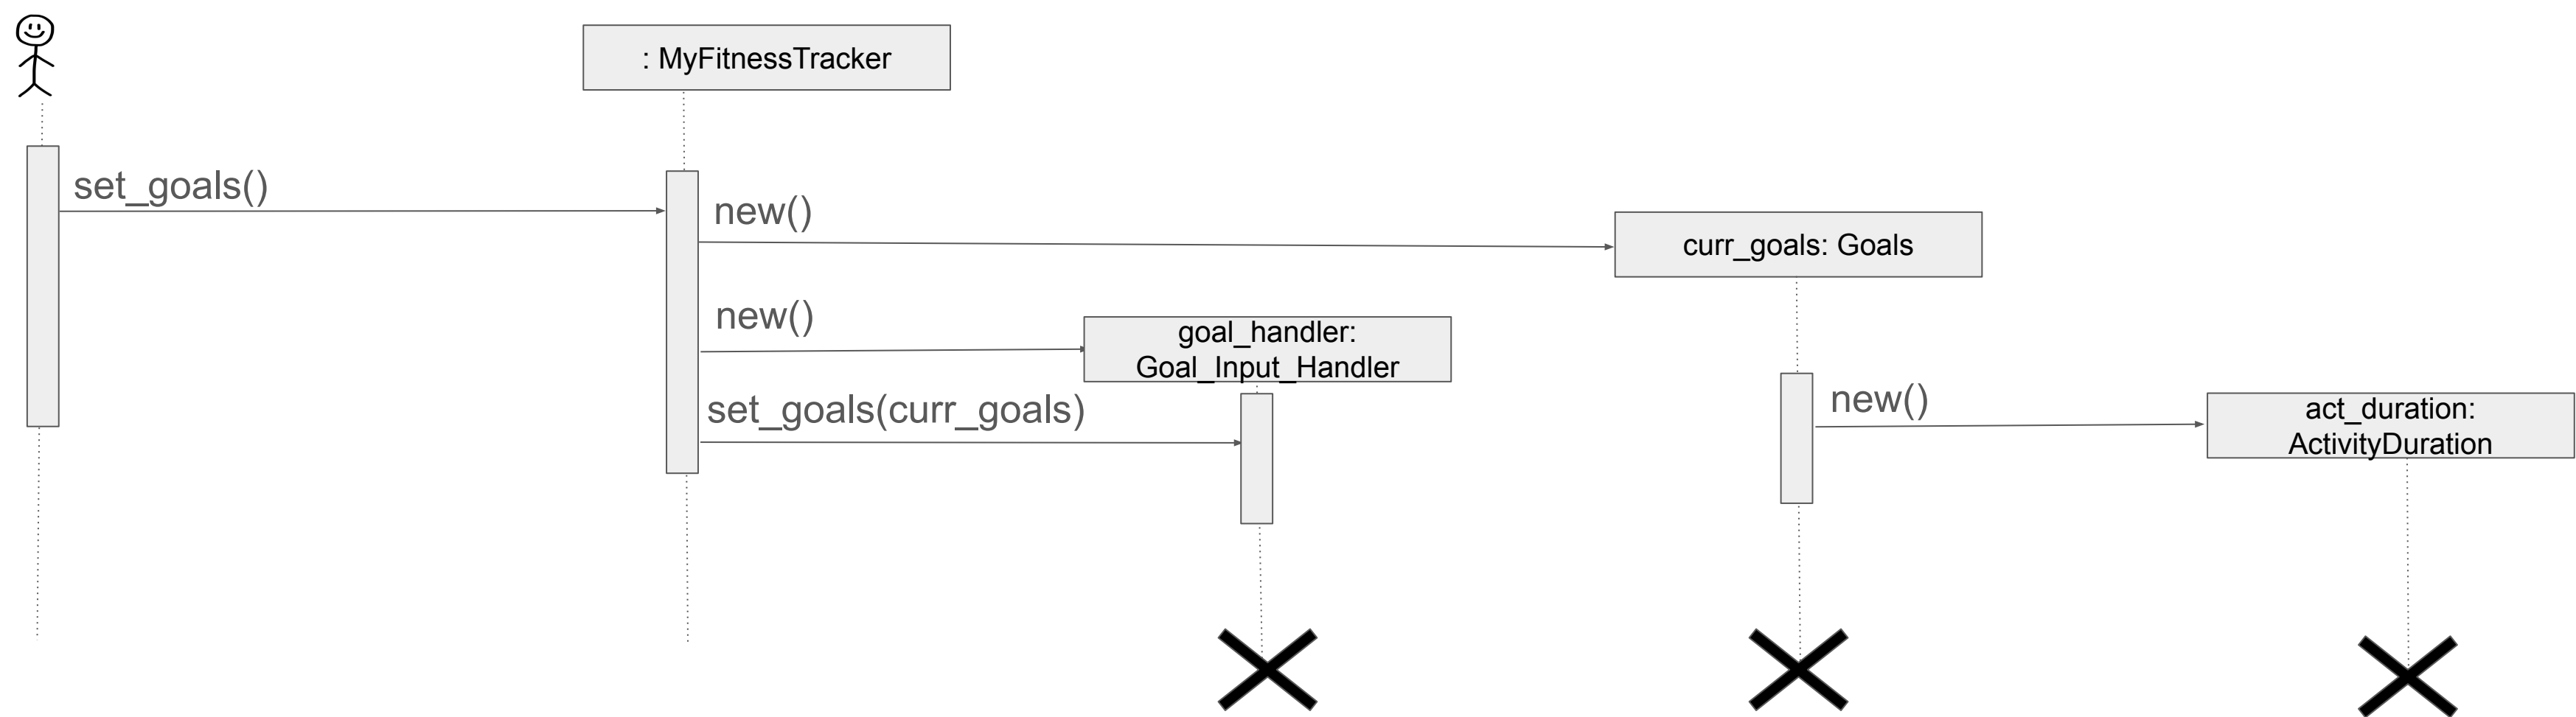 : MyFitnessTracker
set_goals()
new()
curr_goals: Goals
new()
goal_handler:
Goal_Input_Handler
set_goals(curr_goals)
new()
act_duration:
ActivityDuration